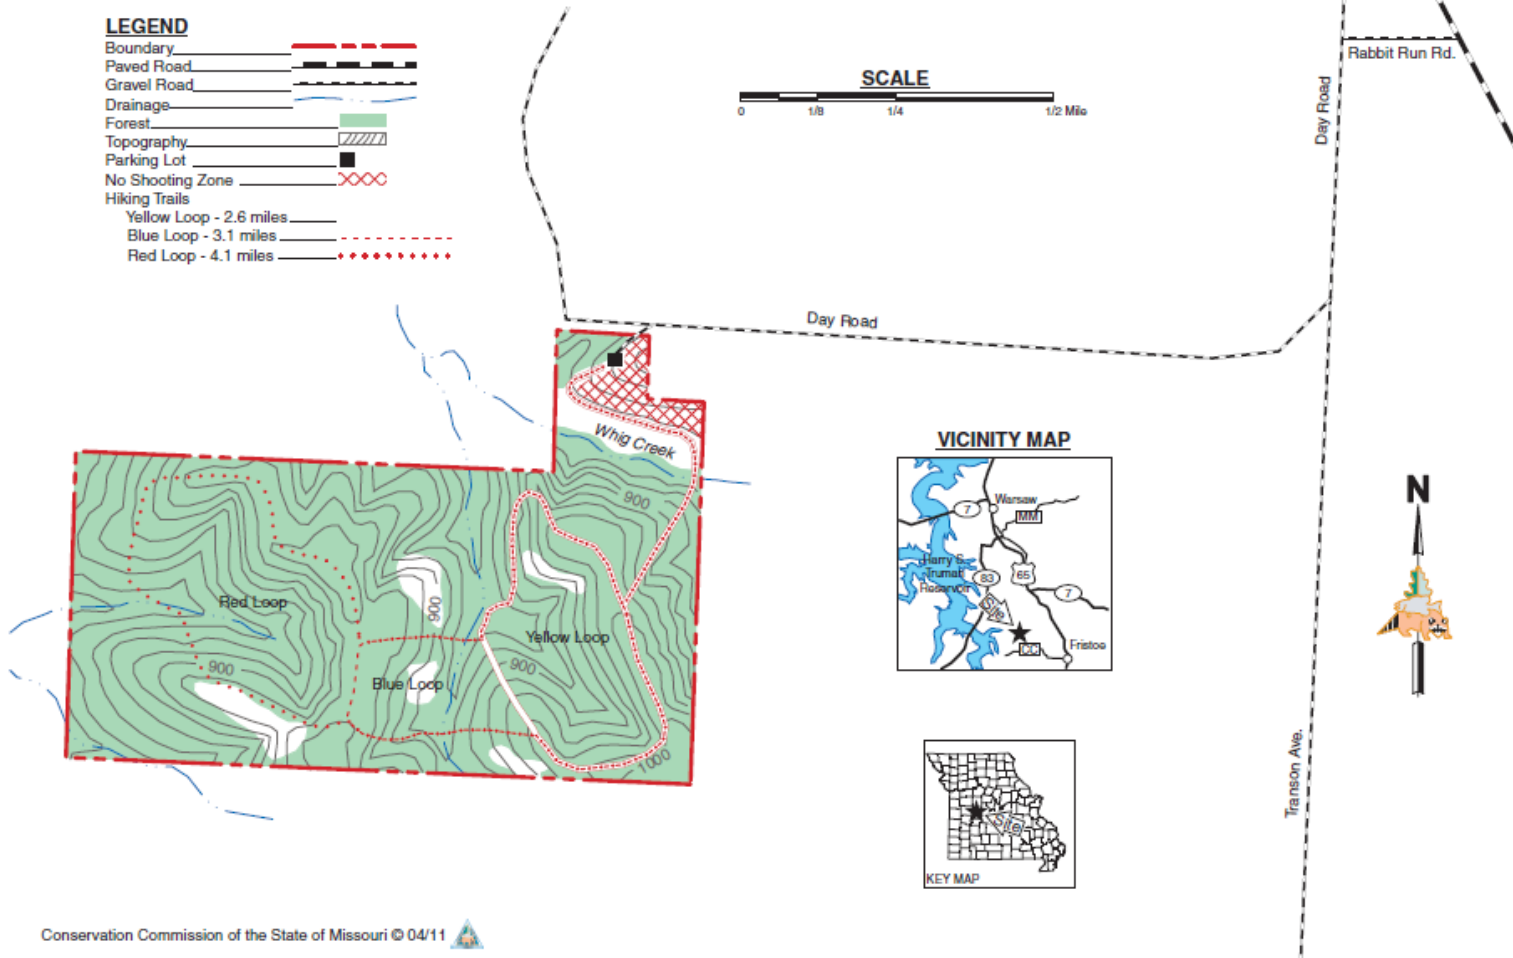 LEGEND
Boundary
Paved Road
Gravel Road
Drainage
Forest
Topography
Parking Lot
No Shooting Zone
Hiking Trails
Yellow Loop - 2.6 miles
Blue Loop - 3.1 miles
Red Loop - 4.1 miles
SCALE
0 1/8 1/4 1/2 Mile
Rabbit Run Rd.
Day Road
Day Road
Whig Creek
900
Red Loop
900
Yellow Loop
900
900
Blue Loop
1000
VICINITY MAP
Warsaw
7
MM
Harry S.
Truman
Reservoir
83
65
7
Site
CC
Fristoe
N
Transon Ave.
Site
KEY MAP
Conservation Commission of the State of Missouri © 04/11